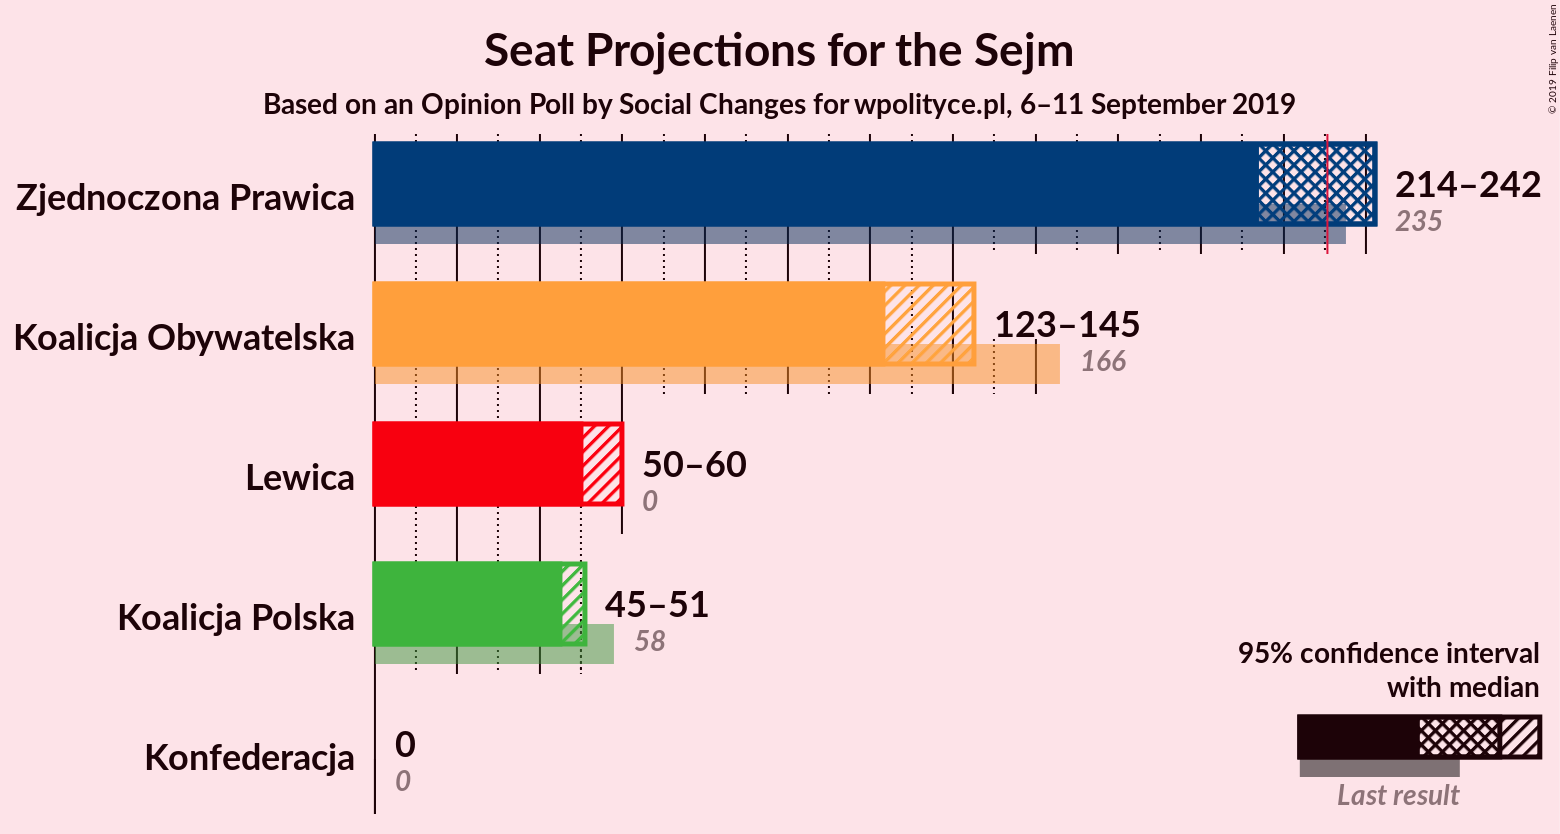 Seat Projections for the Sejm
Based on an Opinion Poll by Social Changes for wpolityce.pl, 6–11 September 2019
© 2019 Filip van Laenen
Zjednoczona Prawica
214–242
235
Koalicja Obywatelska
123–145
166
Lewica
50–60
0
Koalicja Polska
45–51
58
Konfederacja
0
0
95% confidence interval
with median
Last result